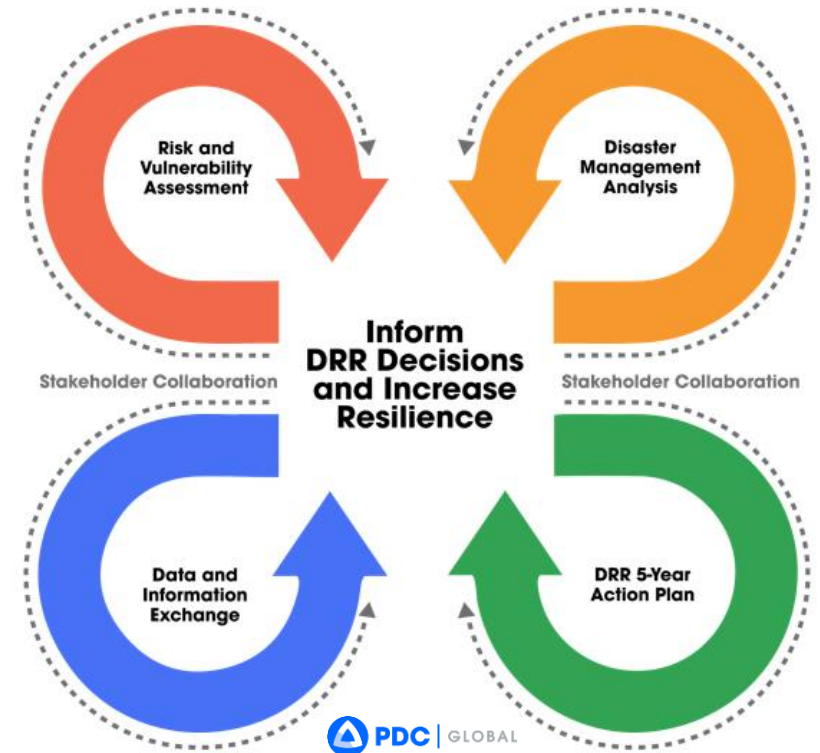 Risk and
Vulnerability
Assessment
Disaster
Management
Analysis
Inform
DRR Decisions
and Increase
Resilience
Stakeholder Collaboration
Stakeholder Collaboration
Data and
Information
Exchange
DRR 5-Year
Action Plan
PDC | GLOBAL